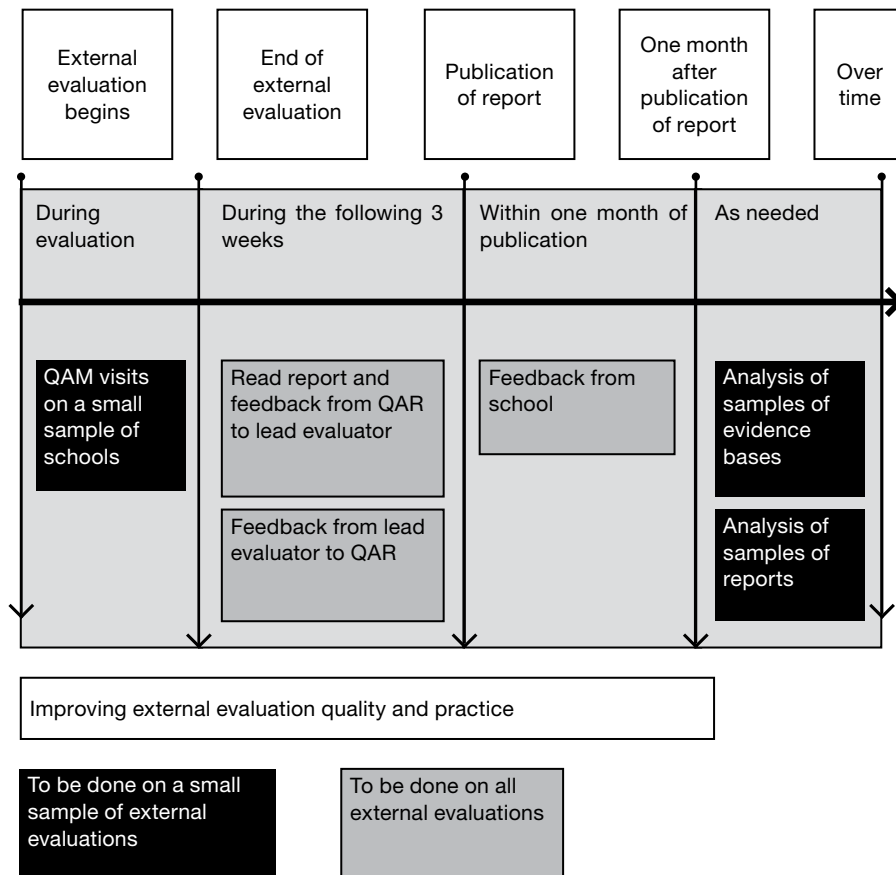 External
evaluation
begins
End of
external
evaluation
Publication
of report
One month
after
publication
of report
Over
time
During
evaluation
During the following 3
weeks
Within one month of
publication
As needed
QAM visits
on a small
sample of
schools
Read report and
feedback from QAR
to lead evaluator
Feedback from lead
evaluator to QAR
Feedback from
school
Analysis of
samples of
evidence
bases
Analysis of
samples of
reports
Improving external evaluation quality and practice
To be done on a small
sample of external
evaluations
To be done on all
external evaluations